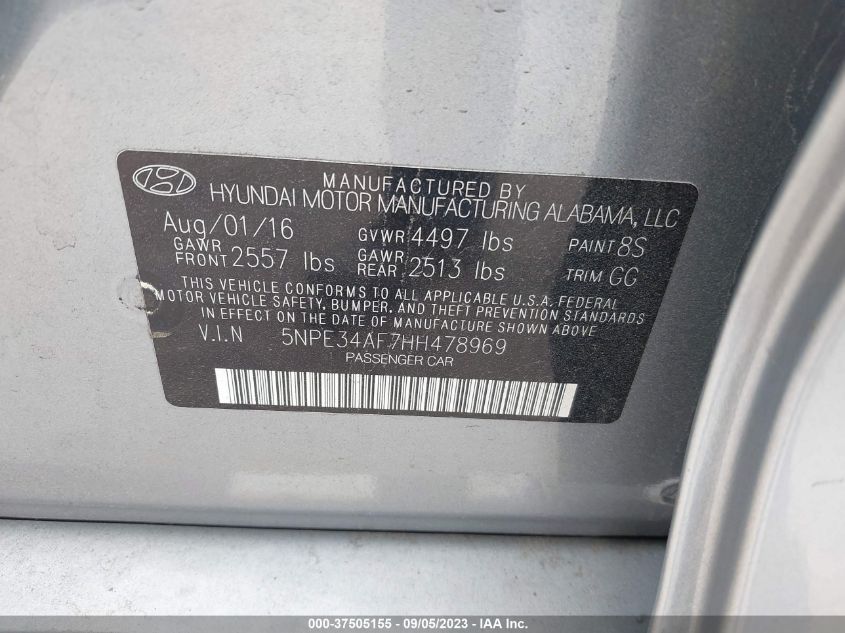 MANUFACTURED BY
HYUNDAI MOTOR MANUFACTURING ALABAMA, LLC
Aug/01/16 GVWR 4497 lbs PAINT 8S
GAWR FRONT 2557 lbs GAWR REAR 2513 lbs TRIM GG
THIS VEHICLE CONFORMS TO ALL APPLICABLE U.S.A. FEDERAL
MOTOR VEHICLE SAFETY, BUMPER, AND THEFT PREVENTION STANDARDS
IN EFFECT ON THE DATE OF MANUFACTURE SHOWN ABOVE
V.I.N 5NPE34AF7HH478969
PASSENGER CAR
000-37505155 - 09/05/2023 - IAA Inc.